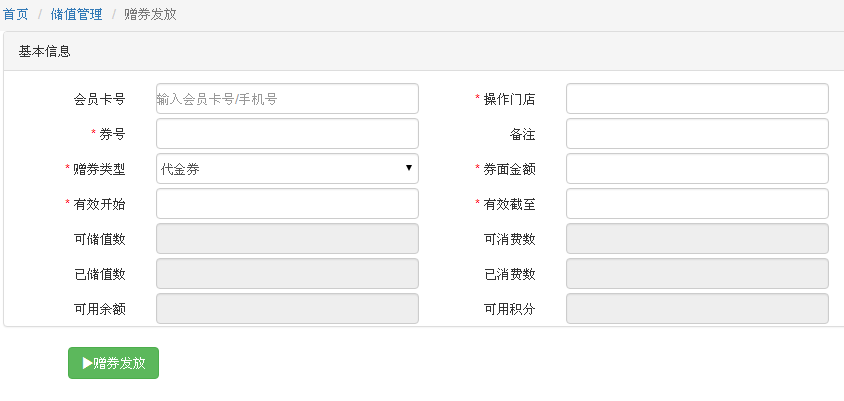 首页 / 储值管理 / 赠券发放
基本信息
会员卡号 输入会员卡号/手机号 * 操作门店
* 券号 备注
* 赠券类型 代金券 * 券面金额
* 有效开始 * 有效截至
可储值数 可消费数
已储值数 已消费数
可用余额 可用积分
赠券发放